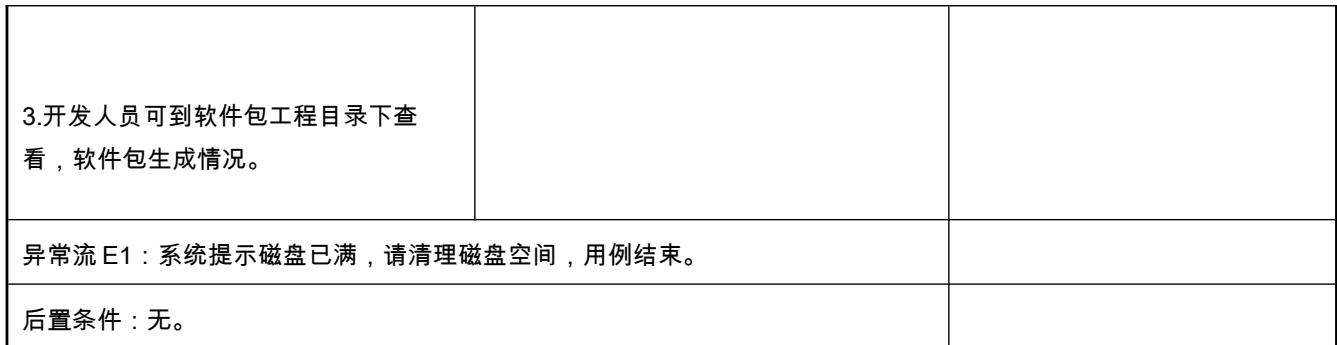 3.开发人员可到软件包工程目录下查
看，软件包生成情况。
异常流 E1：系统提示磁盘已满，请清理磁盘空间，用例结束。
后置条件：无。